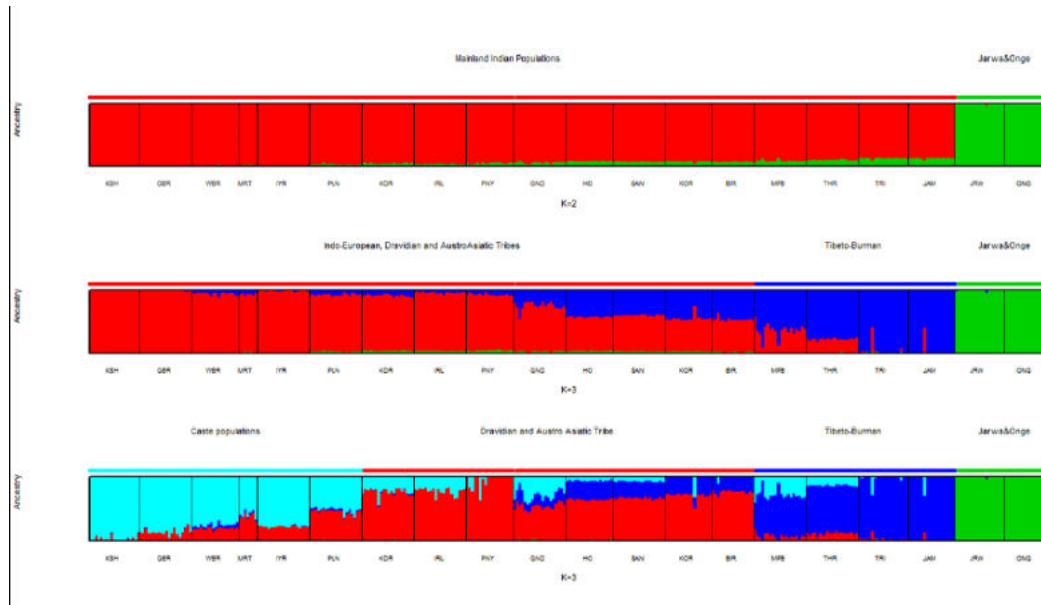 Mainland Indian Populations Jarwa&Onge
Ancestry
KSH GBR WBR MRT IYR PLN KDR IRL PNY GND HO SAN KOR BIR MPB THR TRI JAM JRW ONG
K=2
Indo-European, Dravidian and AustroAsiatic Tribes Tibeto-Burman Jarwa&Onge
Ancestry
KSH GBR WBR MRT IYR PLN KDR IRL PNY GND HO SAN KOR BIR MPB THR TRI JAM JRW ONG
K=3
Caste populations Dravidian and Austro Asiatic Tribe Tibeto-Burman Jarwa&Onge
Ancestry
KSH GBR WBR MRT IYR PLN KDR IRL PNY GND HO SAN KOR BIR MPB THR TRI JAM JRW ONG
K=3